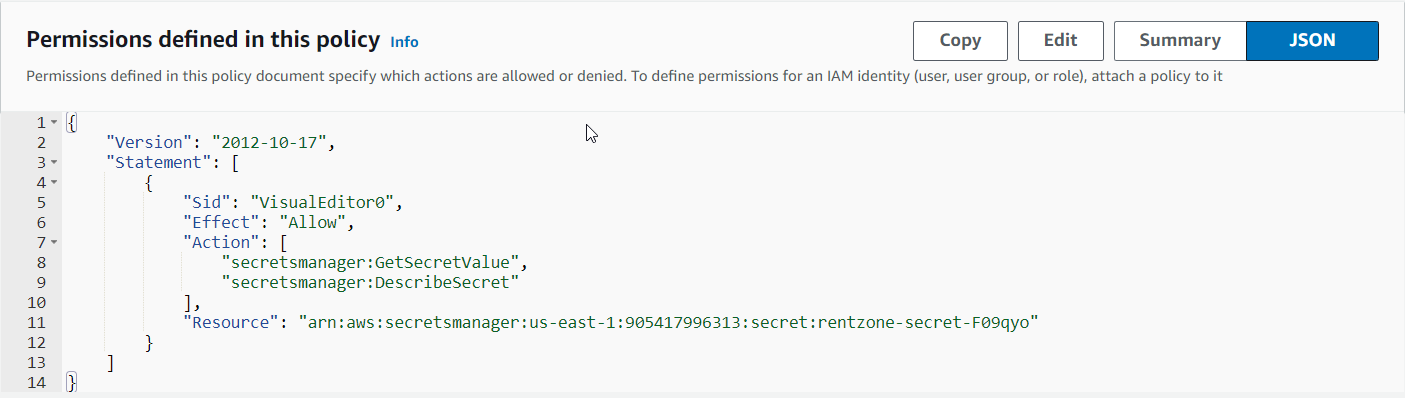 Permissions defined in this policy Info
Copy
Edit
Summary
JSON
Permissions defined in this policy document specify which actions are allowed or denied. To define permissions for an IAM identity (user, user group, or role), attach a policy to it
1 {
2     "Version": "2012-10-17",
3     "Statement": [
4         {
5             "Sid": "VisualEditor0",
6             "Effect": "Allow",
7             "Action": [
8                 "secretsmanager:GetSecretValue",
9                 "secretsmanager:DescribeSecret"
10             ],
11             "Resource": "arn:aws:secretsmanager:us-east-1:905417996313:secret:rentzone-secret-F09qyo"
12         }
13     ]
14 }